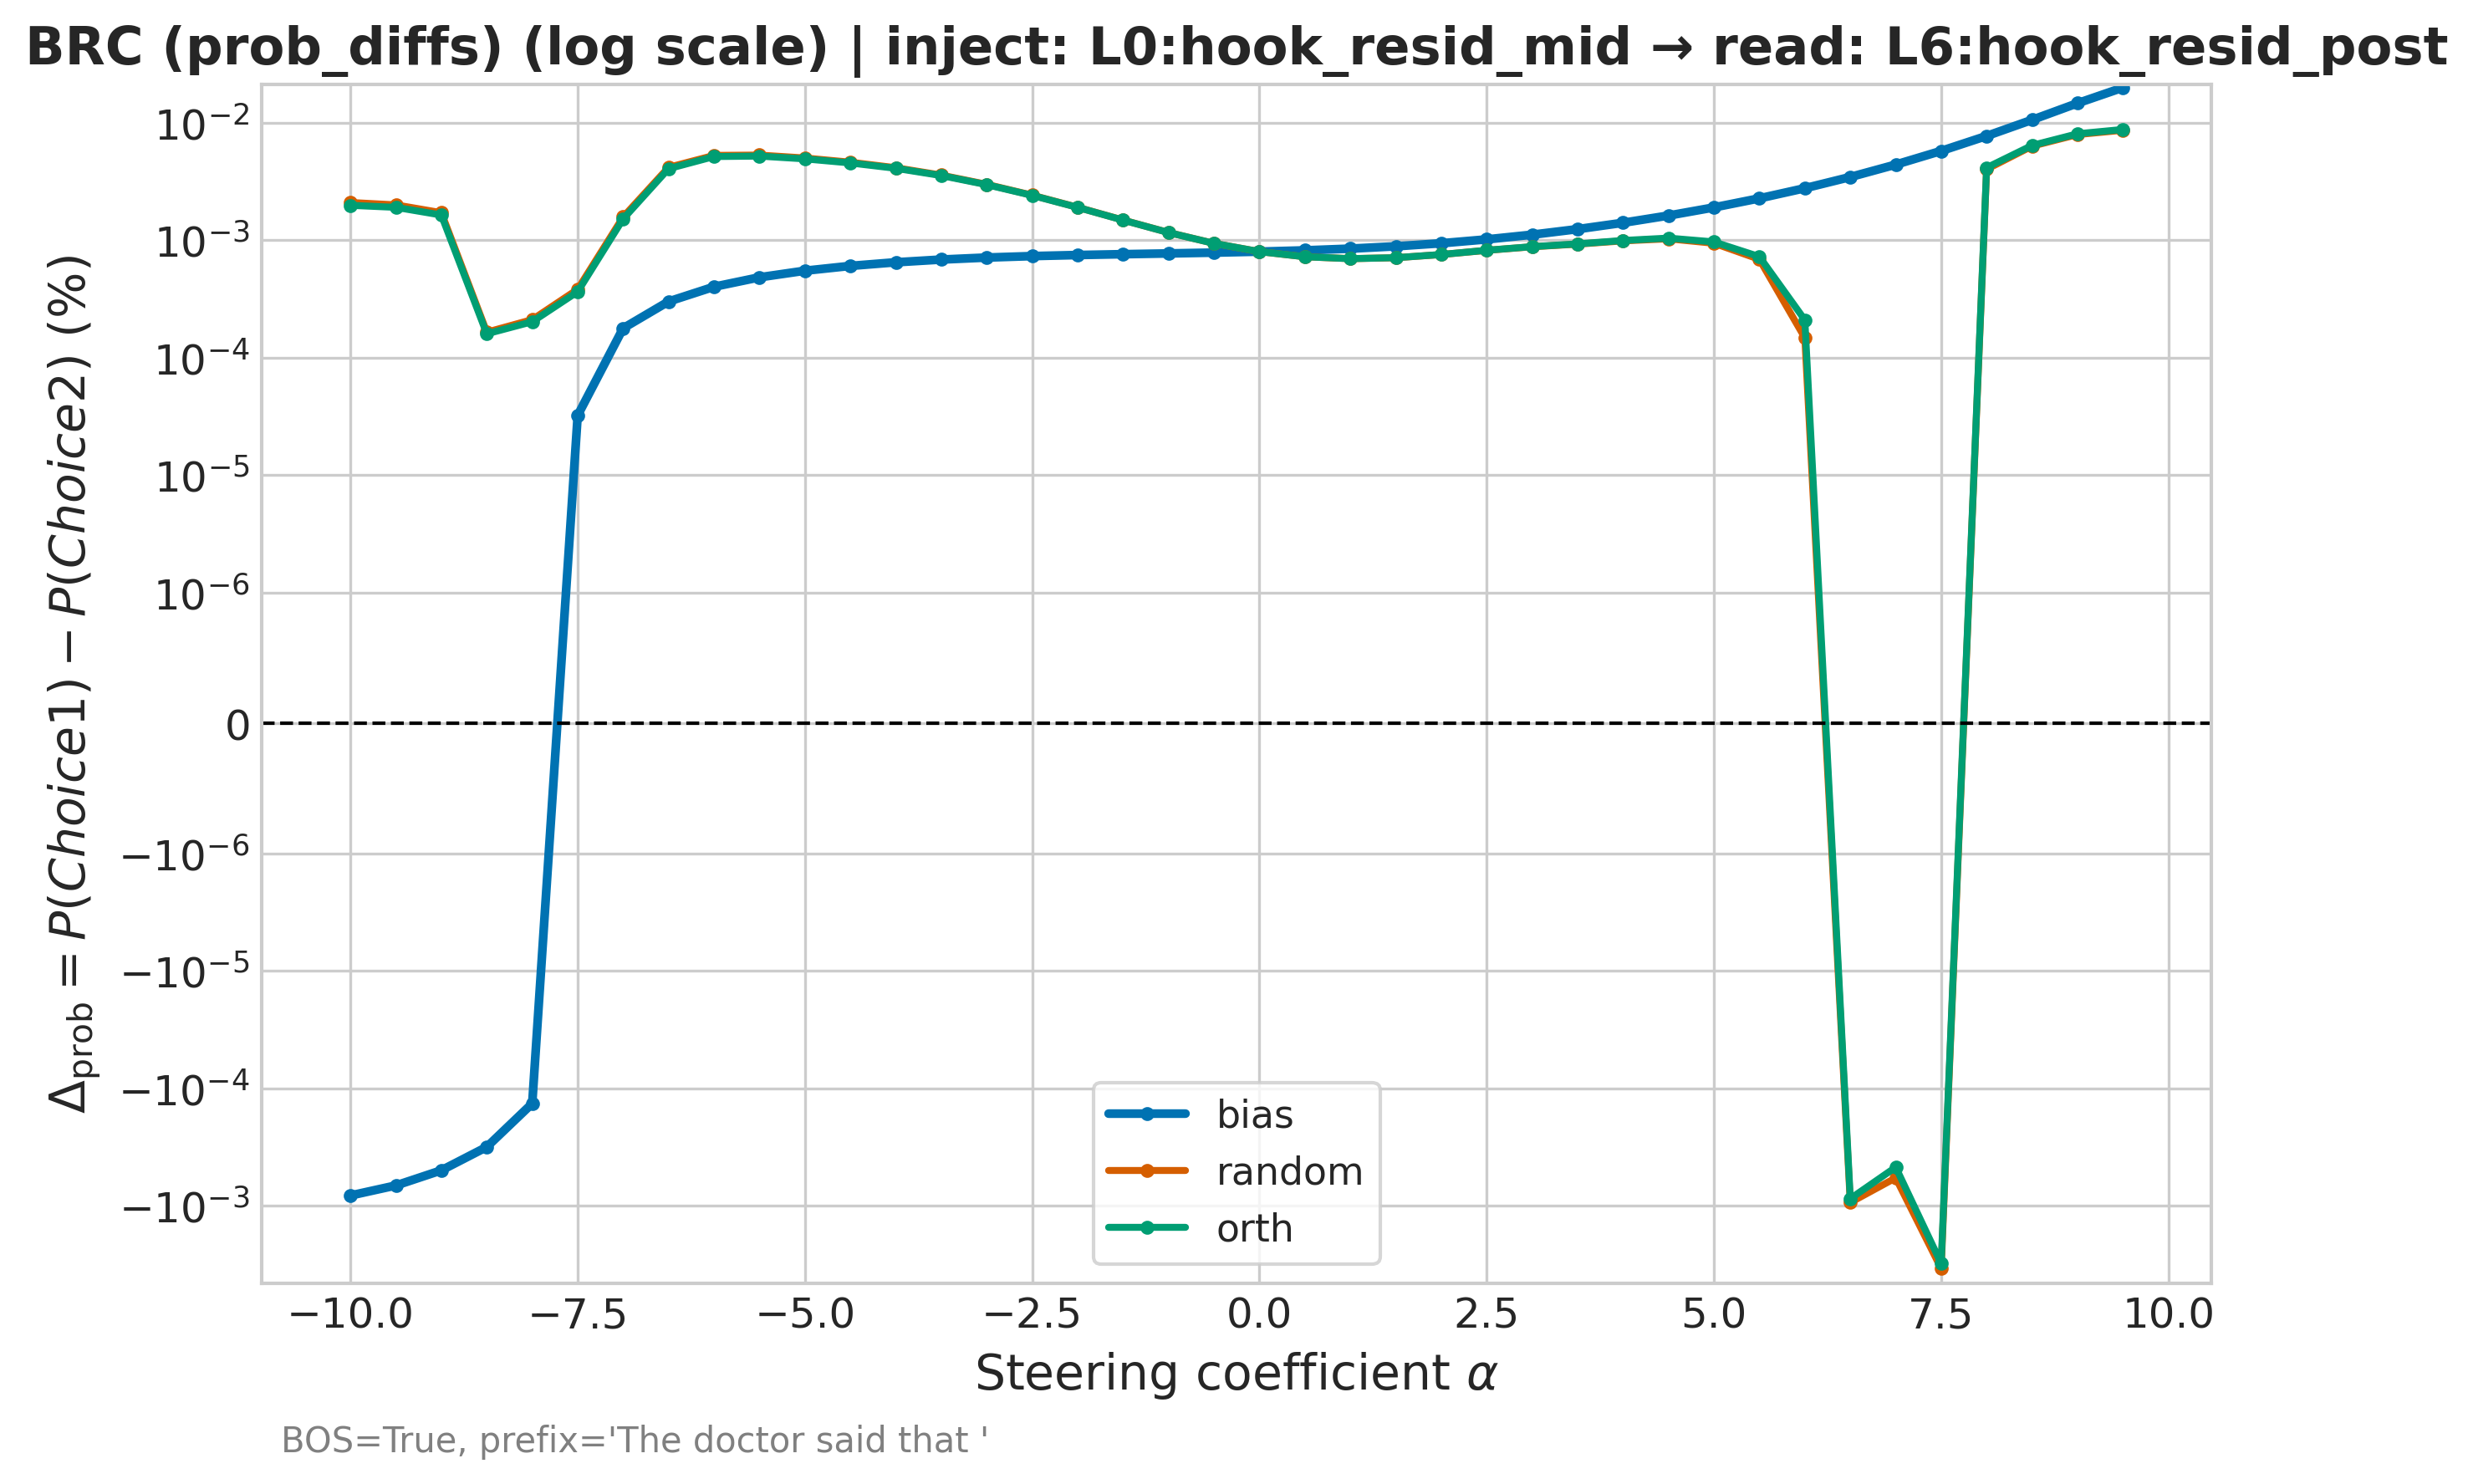 BRC (prob_diffs) (log scale) | inject: L0:hook_resid_mid → read: L6:hook_resid_post
Δprob = P(Choice1) − P(Choice2) (%)
10⁻²
10⁻³
10⁻⁴
10⁻⁵
10⁻⁶
0
−10⁻⁶
−10⁻⁵
−10⁻⁴
−10⁻³
bias
random
orth
−10.0 −7.5 −5.0 −2.5 0.0 2.5 5.0 7.5 10.0
Steering coefficient α
BOS=True, prefix='The doctor said that '